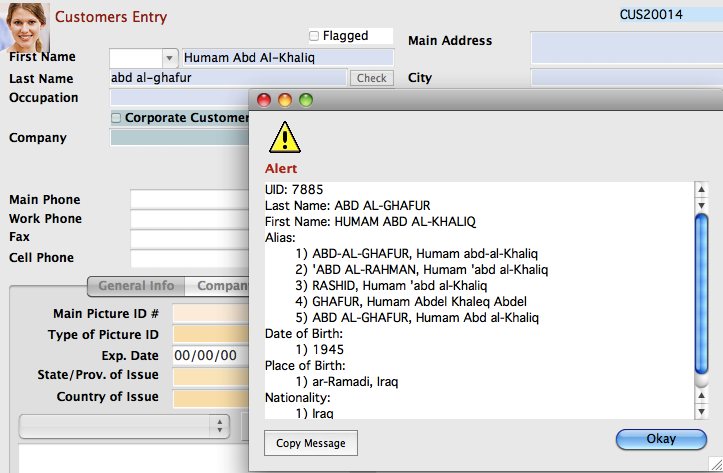 Customers Entry
CUS20014
Flagged
Main Address
First Name
Humam Abd Al-Khaliq
Last Name
abd al-ghafur
Check
City
Occupation
Corporate Customer
Company
Main Phone
Work Phone
Fax
Cell Phone
General Info
Compan
Main Picture ID #
Type of Picture ID
Exp. Date
00/00/00
State/Prov. of Issue
Country of Issue
Alert
UID: 7885
Last Name: ABD AL-GHAFUR
First Name: HUMAM ABD AL-KHALIQ
Alias:
1) ABD-AL-GHAFUR, Humam abd-al-Khaliq
2) 'ABD AL-RAHMAN, Humam 'abd al-Khaliq
3) RASHID, Humam 'abd al-Khaliq
4) GHAFUR, Humam Abdel Khaleq Abdel
5) ABD AL-GHAFUR, Humam Abd al-Khaliq
Date of Birth:
1) 1945
Place of Birth:
1) ar-Ramadi, Iraq
Nationality:
1) Iraq
Copy Message
Okay